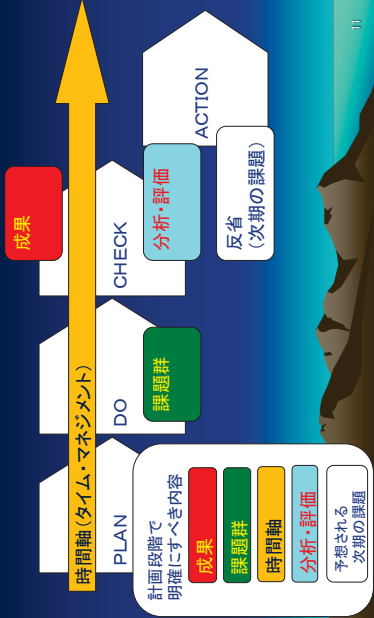 時間軸(タイム・マネジメント)
PLAN
DO
CHECK
ACTION
成果
課題群
分析・評価
反省
(次期の課題)
計画段階で
明確にすべき内容
成果
課題群
時間軸
分析・評価
予想される
次期の課題
11